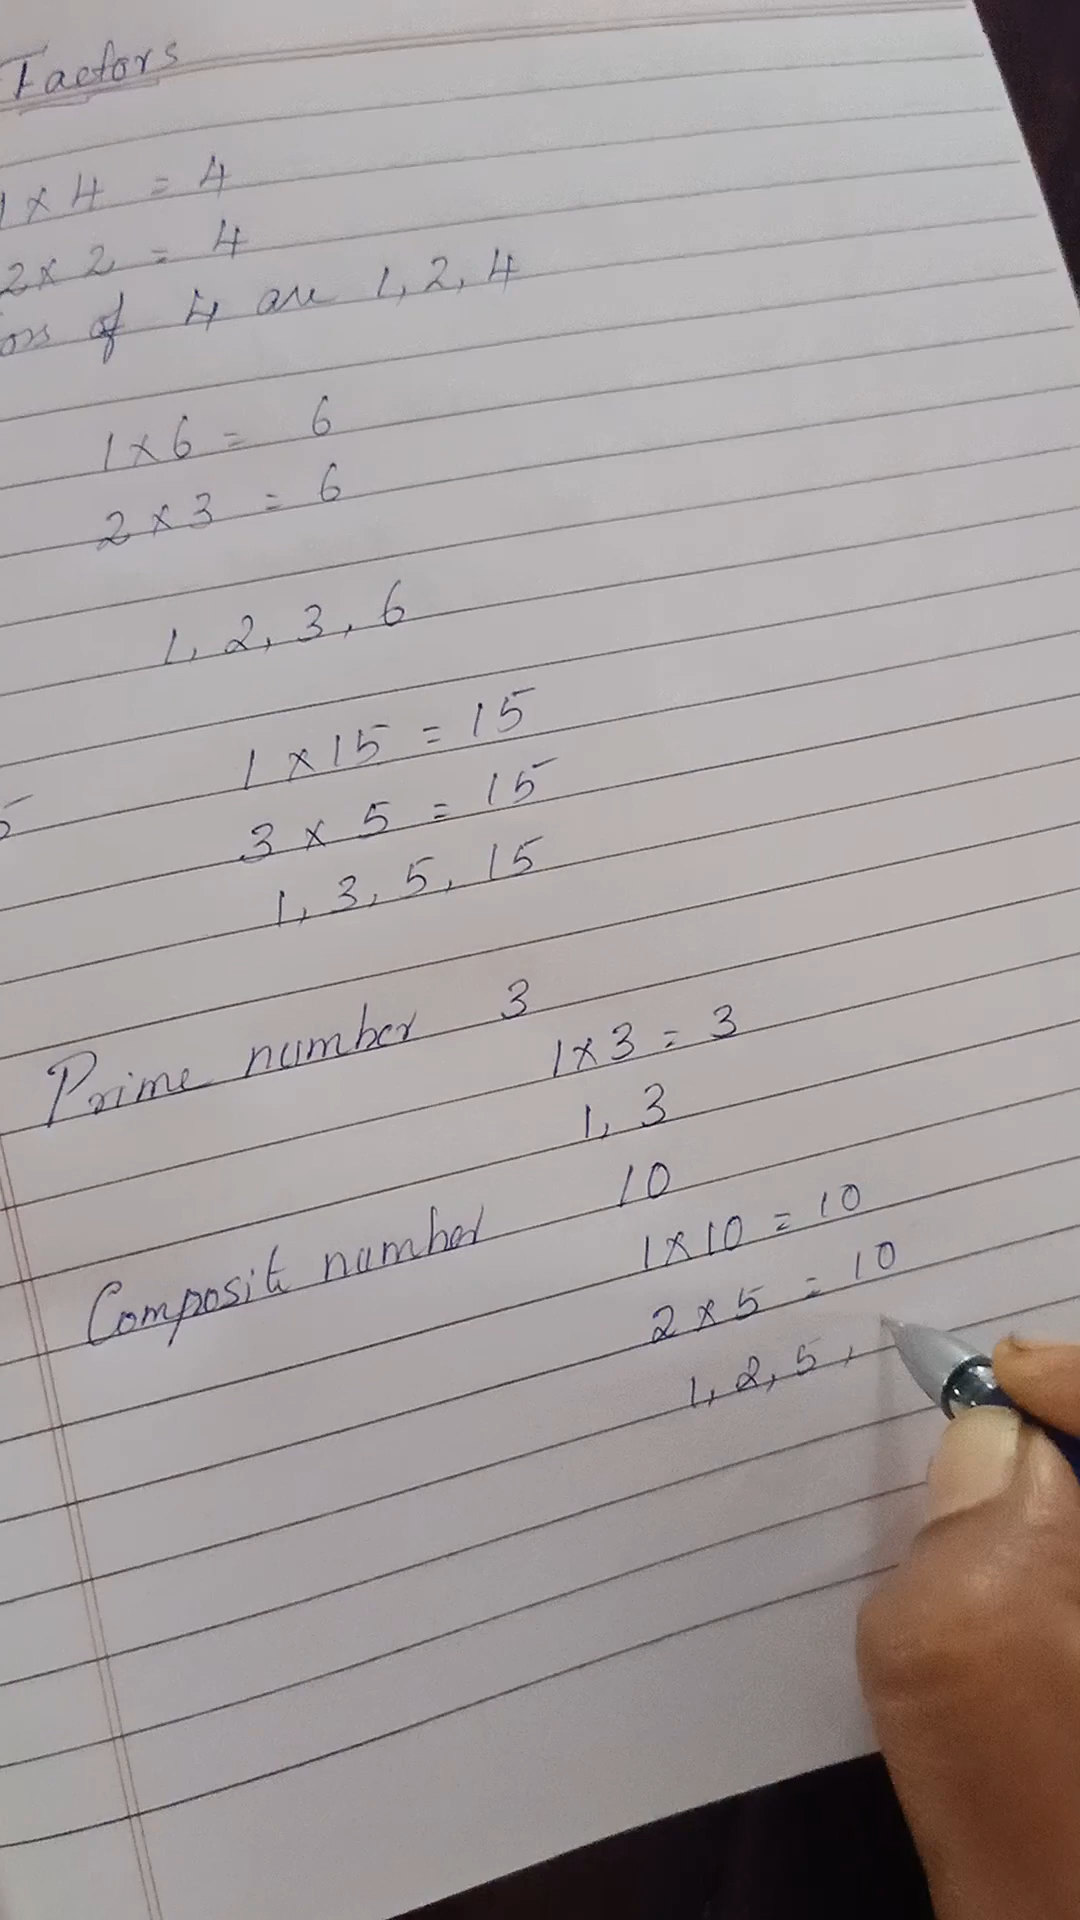 Factors
1 × 4 = 4
2 × 2 = 4
of 4 are 1, 2, 4
1 × 6 = 6
2 × 3 = 6
1, 2, 3, 6
1 × 15 = 15
3 × 5 = 15
1, 3, 5, 15
Prime number 3
1 × 3 = 3
1, 3
Composite number 10
1 × 10 = 10
2 × 5 = 10
1, 2, 5,